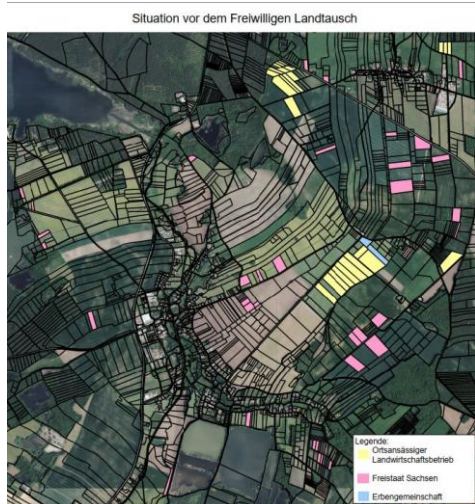 Situation vor dem Freiwilligen Landtausch
Legende:
Ortsansässiger
Landwirtschaftsbetrieb
Freistaat Sachsen
Erbengemeinschaft